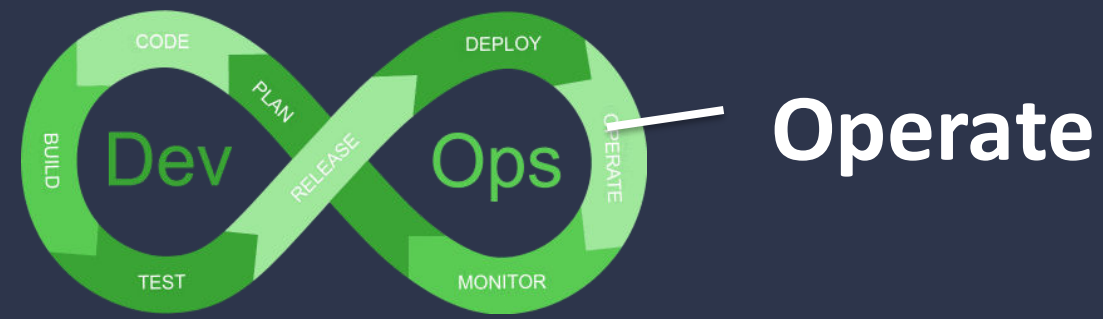 CODE
DEPLOY
PLAN
BUILD
Dev
RELEASE
Ops
OPERATE
TEST
MONITOR
Operate